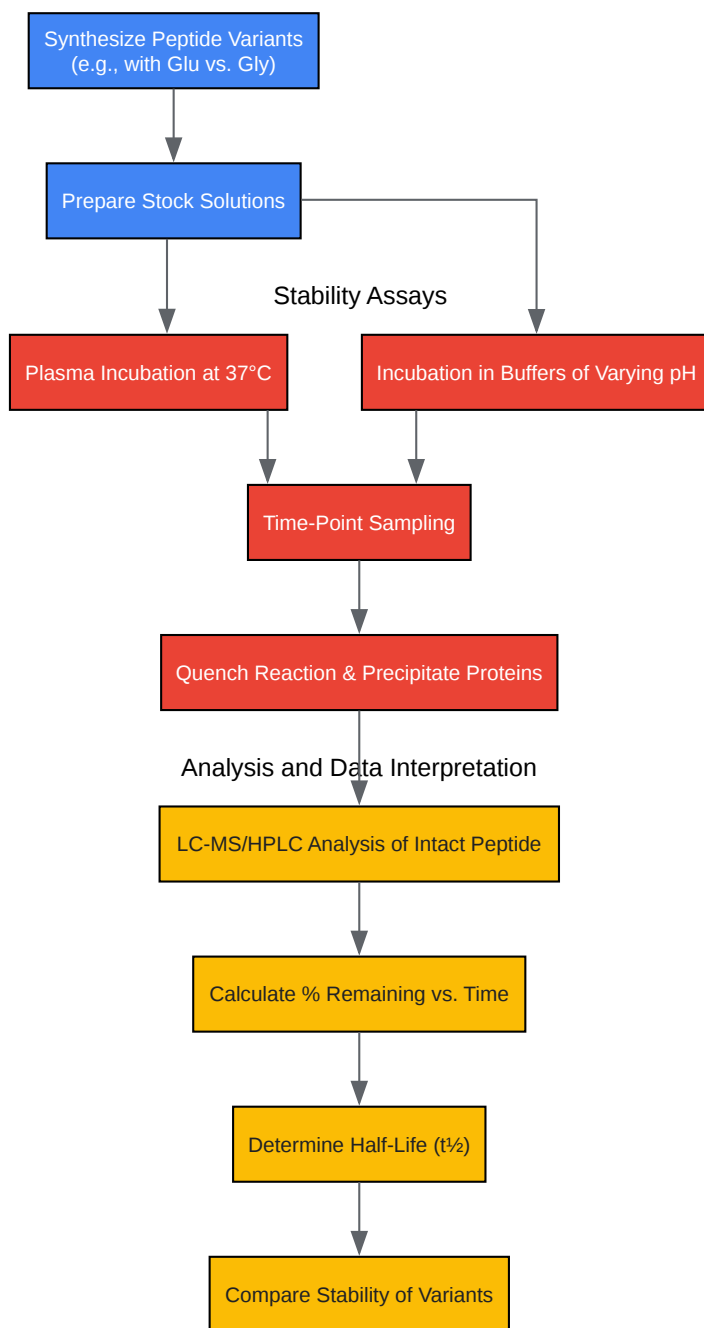 Synthesize Peptide Variants
(e.g., with Glu vs. Gly)
Prepare Stock Solutions
Stability Assays
Plasma Incubation at 37°C
Incubation in Buffers of Varying pH
Time-Point Sampling
Quench Reaction & Precipitate Proteins
Analysis and Data Interpretation
LC-MS/HPLC Analysis of Intact Peptide
Calculate % Remaining vs. Time
Determine Half-Life (t½)
Compare Stability of Variants